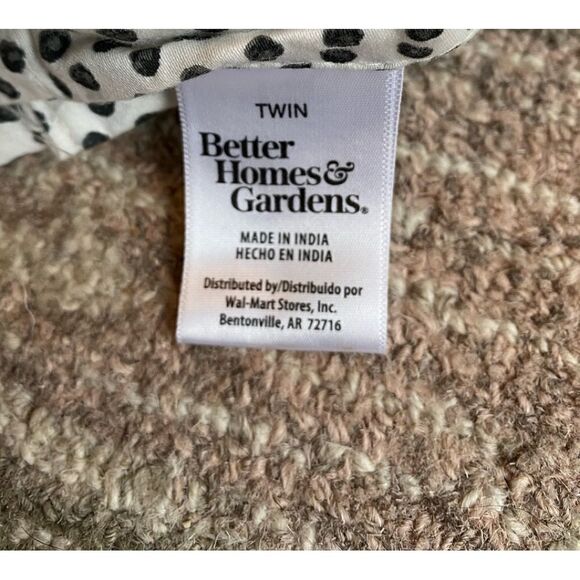 TWIN
Better
Homes&
Gardens®
MADE IN INDIA
HECHO EN INDIA
Distributed by/Distribuido por
Wal-Mart Stores, Inc.
Bentonville, AR 72716